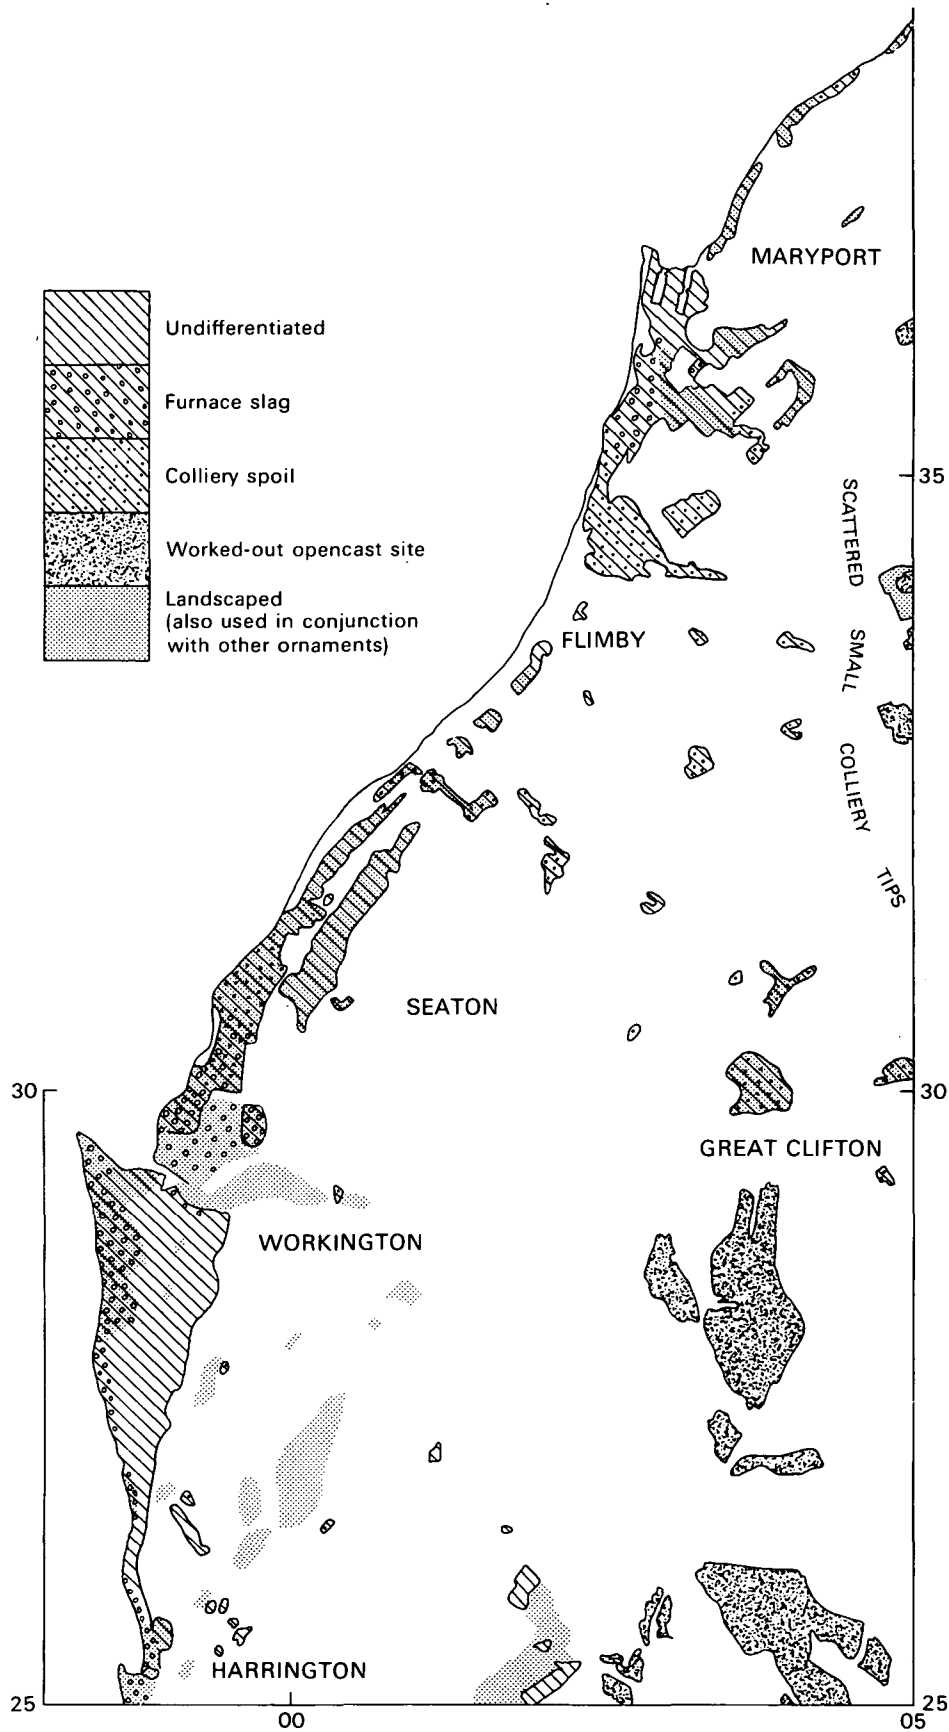 MARYPORT
Undifferentiated
Furnace slag
Colliery spoil
Worked-out opencast site
Landscaped
(also used in conjunction
with other ornaments)
35
SCATTERED
SMALL
COLLIERY
TIPS
FLIMBY
SEATON
30
30
GREAT CLIFTON
WORKINGTON
HARRINGTON
25
25
00
05